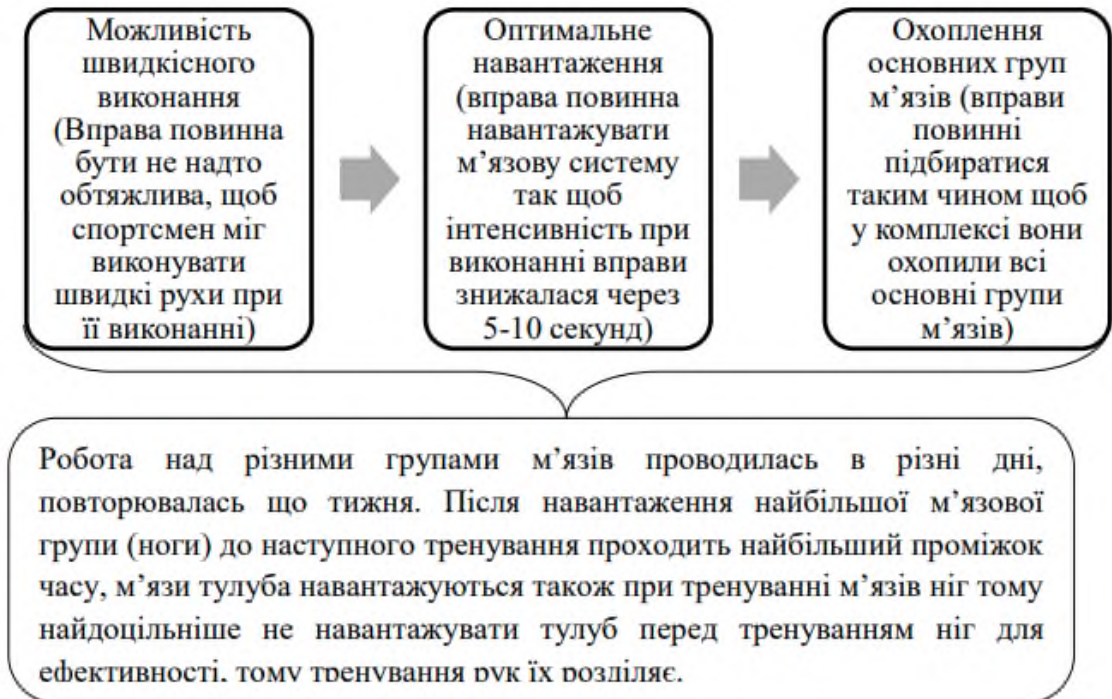 Можливість
швидкісного
виконання
(Вправа повинна
бути не надто
обтяжлива, щоб
спортсмен міг
виконувати
швидкі рухи при
її виконанні)
Оптимальне
навантаження
(вправа повинна
навантажувати
м’язову систему
так щоб
інтенсивність при
виконанні вправи
знижалася через
5-10 секунд)
Охоплення
основних груп
м’язів (вправи
повинні
підбиратися
таким чином щоб
у комплексі вони
охопили всі
основні групи
м’язів)
Робота над різними групами м’язів проводилась в різні дні,
повторювалась що тижня. Після навантаження найбільшої м’язової
групи (ноги) до наступного тренування проходить найбільший проміжок
часу, м’язи тулуба навантажуються також при тренуванні м’язів ніг тому
найдоцільніше не навантажувати тулуб перед тренуванням ніг для
ефективності, тому тренування рук їх розділяє.